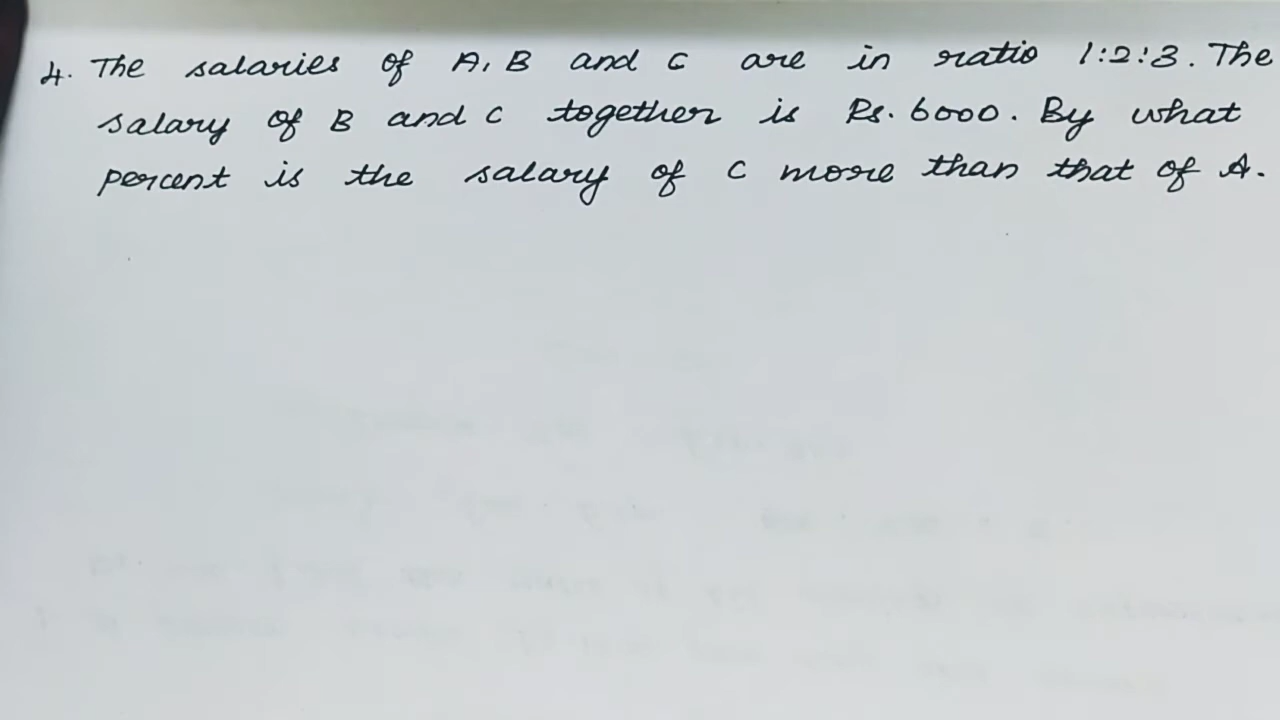 4. The salaries of A, B and C are in ratio 1:2:3. The
salary of B and C together is Rs. 6000. By what
percent is the salary of C more than that of A.